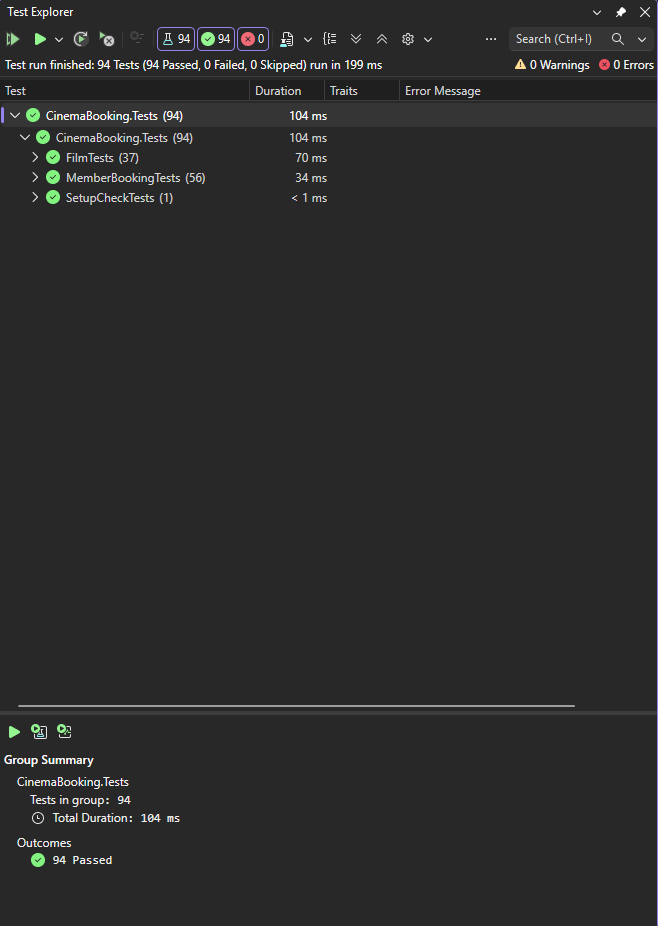 Test Explorer
94 94 0 Search (Ctrl+I)
Test run finished: 94 Tests (94 Passed, 0 Failed, 0 Skipped) run in 199 ms 0 Warnings 0 Errors
Test Duration Traits Error Message
CinemaBooking.Tests (94) 104 ms
CinemaBooking.Tests (94) 104 ms
FilmTests (37) 70 ms
MemberBookingTests (56) 34 ms
SetupCheckTests (1) < 1 ms
Group Summary
CinemaBooking.Tests
Tests in group: 94
Total Duration: 104 ms
Outcomes
94 Passed